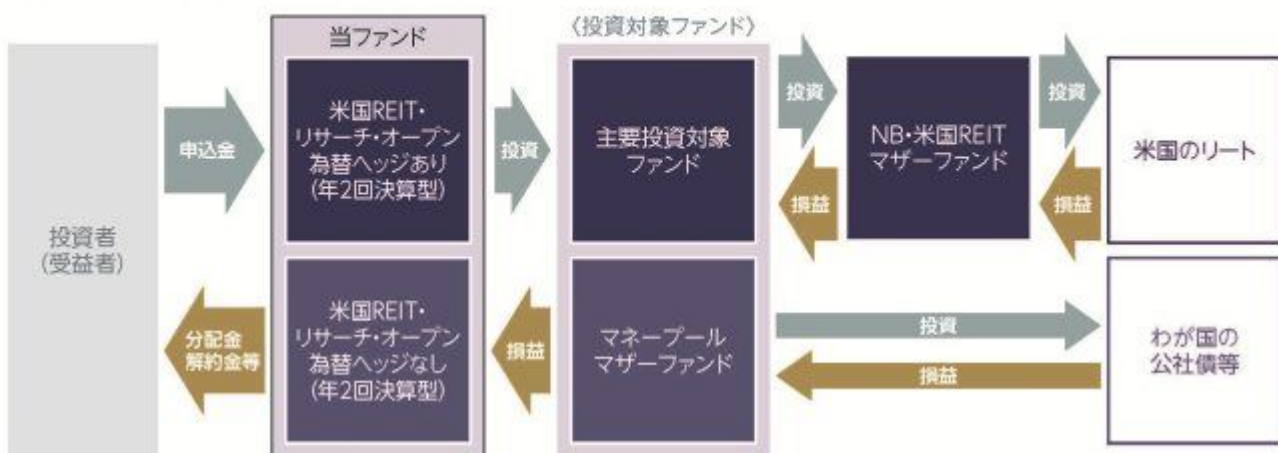 当ファンド
〈投資対象ファンド〉
投資者
(受益者)
申込金
分配金
解約金等
米国REIT・
リサーチ・オープン
為替ヘッジあり
(年2回決算型)
米国REIT・
リサーチ・オープン
為替ヘッジなし
(年2回決算型)
投資
損益
主要投資対象
ファンド
マネープール
マザーファンド
投資
損益
NB・米国REIT
マザーファンド
投資
損益
米国のリート
投資
損益
わが国の
公社債等